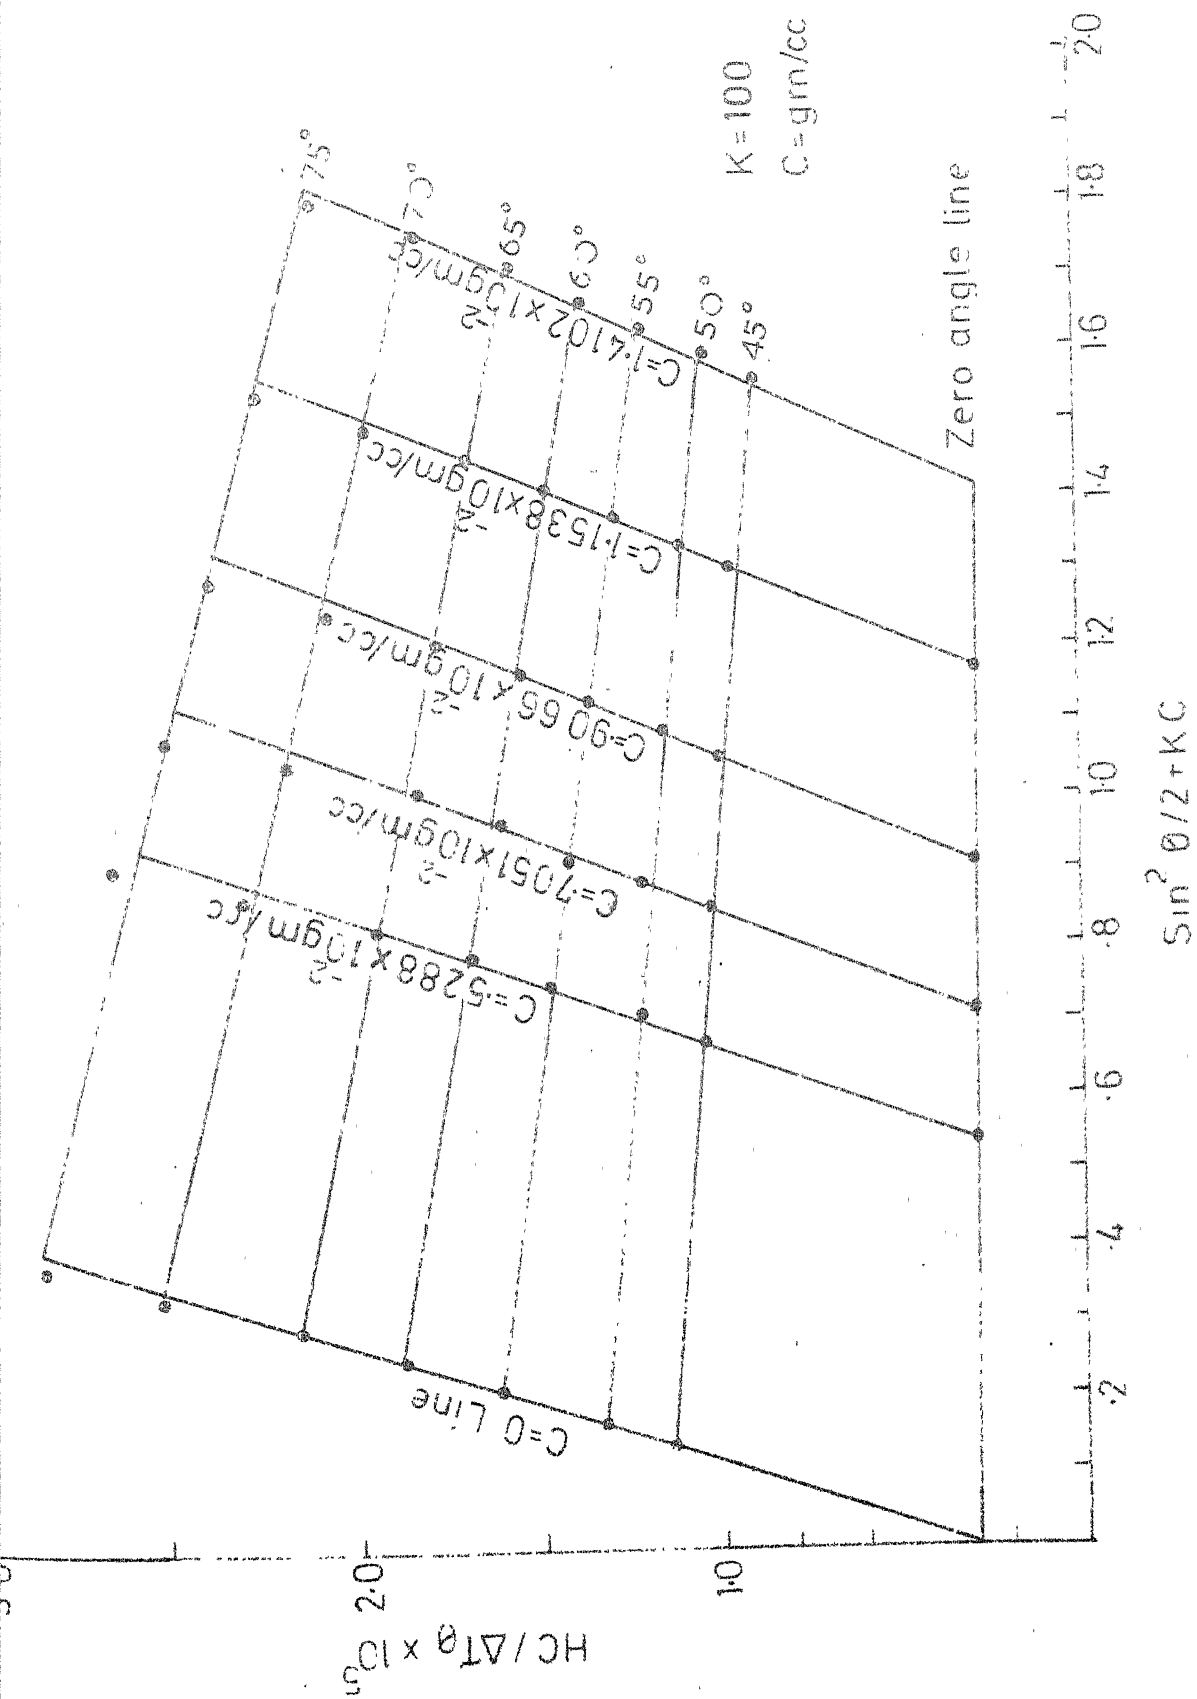 3.0
2.0
1.0
HC/ΔTθ × 10⁵
C=0 Line
C=.5288×10⁻² gm/cc
C=.7051×10⁻² gm/cc
C=.9066×10⁻² gm/cc
C=1.1538×10⁻² gm/cc
C=1.4102×10⁻² gm/cc
75°
70°
65°
60°
55°
50°
45°
K=100
C=gm/cc
Zero angle line
.2
.4
.6
.8
1.0
1.2
1.4
1.6
1.8
2.0
Sin² θ/2+KC